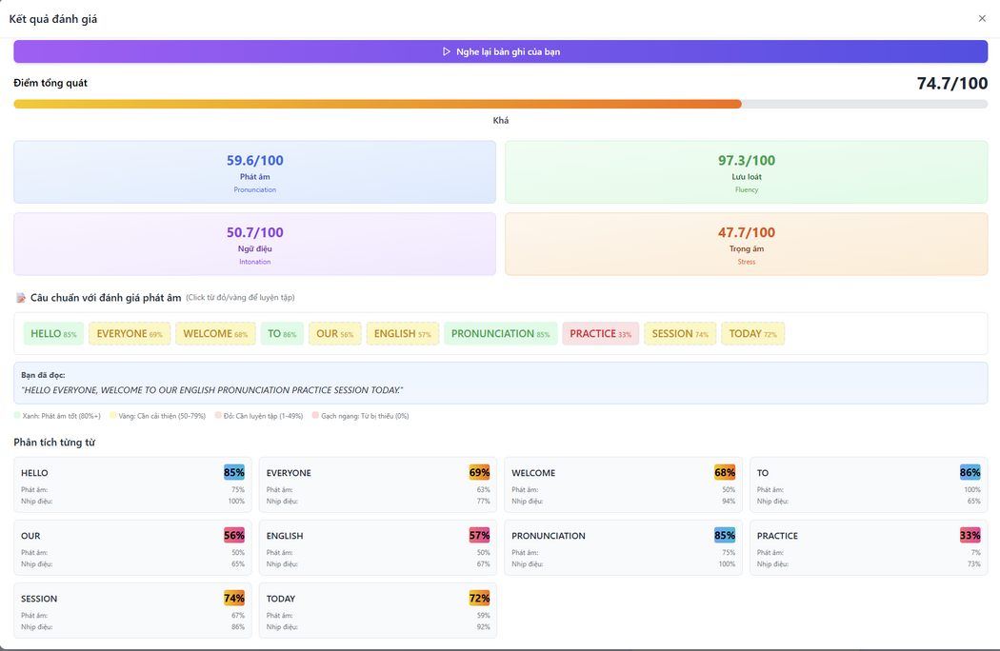 Kết quả đánh giá
Nghe lại bản ghi của bạn
Điểm tổng quát 74.7/100
Khá
59.6/100
Phát âm
Pronunciation
97.3/100
Lưu loát
Fluency
50.7/100
Ngữ điệu
Intonation
47.7/100
Trọng âm
Stress
Câu chuẩn với đánh giá phát âm (Click từ đỏ/vàng để luyện tập)
HELLO 85% EVERYONE 69% WELCOME 68% TO 86% OUR 56% ENGLISH 57% PRONUNCIATION 85% PRACTICE 33% SESSION 74% TODAY 72%
Bạn đã đọc:
"HELLO EVERYONE, WELCOME TO OUR ENGLISH PRONUNCIATION PRACTICE SESSION TODAY."
Xanh: Phát âm tốt (80%+) Vàng: Cần cải thiện (50-79%) Đỏ: Cần luyện tập (1-49%) Gạch ngang: Từ bị thiếu (0%)
Phân tích từng từ
HELLO 85%
Phát âm: 75%
Nhịp điệu: 100%
EVERYONE 69%
Phát âm: 63%
Nhịp điệu: 77%
WELCOME 68%
Phát âm: 50%
Nhịp điệu: 94%
TO 86%
Phát âm: 100%
Nhịp điệu: 65%
OUR 56%
Phát âm: 50%
Nhịp điệu: 65%
ENGLISH 57%
Phát âm: 50%
Nhịp điệu: 67%
PRONUNCIATION 85%
Phát âm: 75%
Nhịp điệu: 100%
PRACTICE 33%
Phát âm: 7%
Nhịp điệu: 73%
SESSION 74%
Phát âm: 67%
Nhịp điệu: 86%
TODAY 72%
Phát âm: 59%
Nhịp điệu: 92%